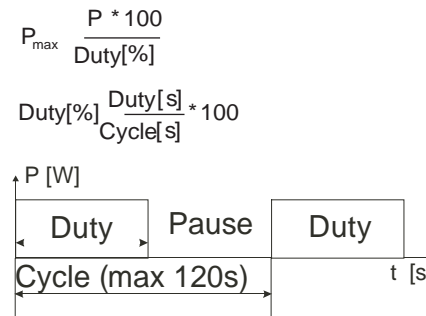 P * 100
Pmax
Duty[%]
Duty[s]
Duty[%] * 100
Cycle[s]
P [W]
Duty Pause Duty
Cycle (max 120s) t [s